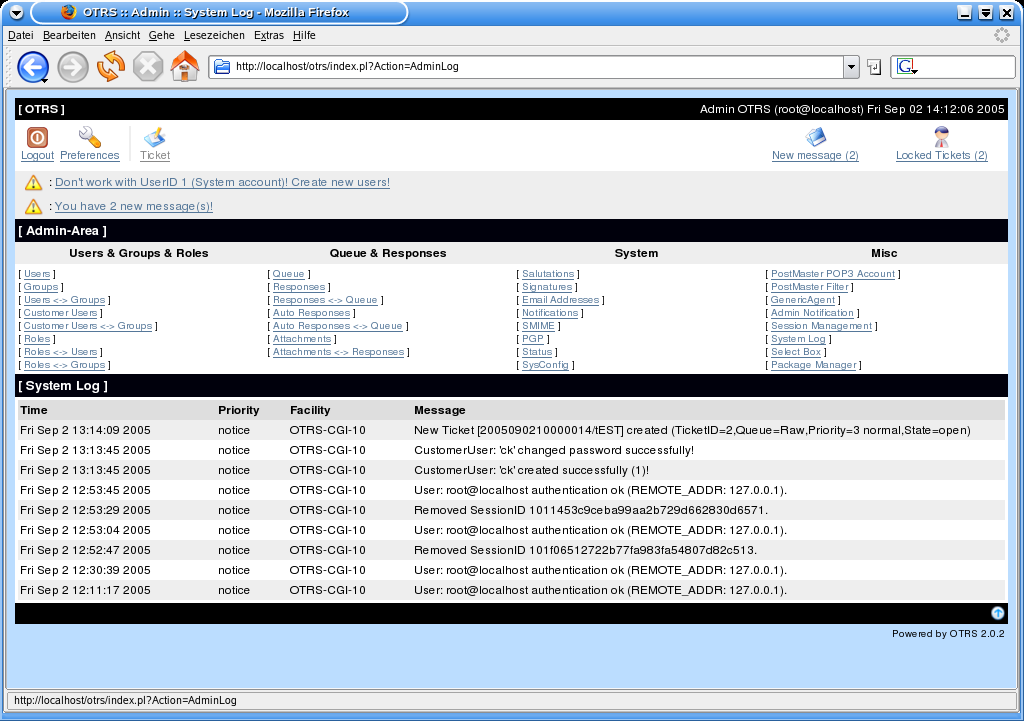 OTRS :: Admin :: System Log - Mozilla Firefox
Datei Bearbeiten Ansicht Gehe Lesezeichen Extras Hilfe
http://localhost/otrs/index.pl?Action=AdminLog
G
[ OTRS ] Admin OTRS (root@localhost) Fri Sep 02 14:12:06 2005
Logout Preferences Ticket New message (2) Locked Tickets (2)
: Don't work with UserID 1 (System account)! Create new users!
: You have 2 new message(s)!
[ Admin-Area ]
Users & Groups & Roles Queue & Responses System Misc
[ Users ] [ Queue ] [ Salutations ] [ PostMaster POP3 Account ]
[ Groups ] [ Responses ] [ Signatures ] [ PostMaster Filter ]
[ Users <-> Groups ] [ Responses <-> Queue ] [ Email Addresses ] [ GenericAgent ]
[ Customer Users ] [ Auto Responses ] [ Notifications ] [ Admin Notification ]
[ Customer Users <-> Groups ] [ Auto Responses <-> Queue ] [ SMIME ] [ Session Management ]
[ Roles ] [ Attachments ] [ PGP ] [ System Log ]
[ Roles <-> Users ] [ Attachments <-> Responses ] [ Status ] [ Select Box ]
[ Roles <-> Groups ] [ SysConfig ] [ Package Manager ]
[ System Log ]
Time Priority Facility Message
Fri Sep 2 13:14:09 2005 notice OTRS-CGI-10 New Ticket [2005090210000014/tEST] created (TicketID=2,Queue=Raw,Priority=3 normal,State=open)
Fri Sep 2 13:13:45 2005 notice OTRS-CGI-10 CustomerUser: 'ck' changed password successfully!
Fri Sep 2 13:13:45 2005 notice OTRS-CGI-10 CustomerUser: 'ck' created successfully (1)!
Fri Sep 2 12:53:45 2005 notice OTRS-CGI-10 User: root@localhost authentication ok (REMOTE_ADDR: 127.0.0.1).
Fri Sep 2 12:53:29 2005 notice OTRS-CGI-10 Removed SessionID 1011453c9ceba99aa2b729d662830d6571.
Fri Sep 2 12:53:04 2005 notice OTRS-CGI-10 User: root@localhost authentication ok (REMOTE_ADDR: 127.0.0.1).
Fri Sep 2 12:52:47 2005 notice OTRS-CGI-10 Removed SessionID 101f06512722b77fa983fa54807d82c513.
Fri Sep 2 12:30:39 2005 notice OTRS-CGI-10 User: root@localhost authentication ok (REMOTE_ADDR: 127.0.0.1).
Fri Sep 2 12:11:17 2005 notice OTRS-CGI-10 User: root@localhost authentication ok (REMOTE_ADDR: 127.0.0.1).
Powered by OTRS 2.0.2
http://localhost/otrs/index.pl?Action=AdminLog